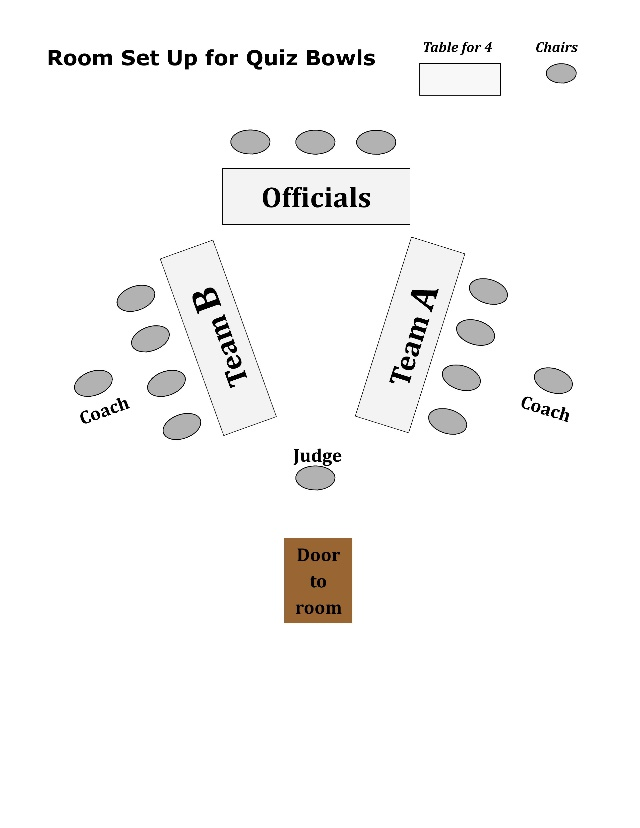 Room Set Up for Quiz Bowls
Table for 4
Chairs
Officials
Team B
Team A
Coach
Coach
Judge
Door
to
room